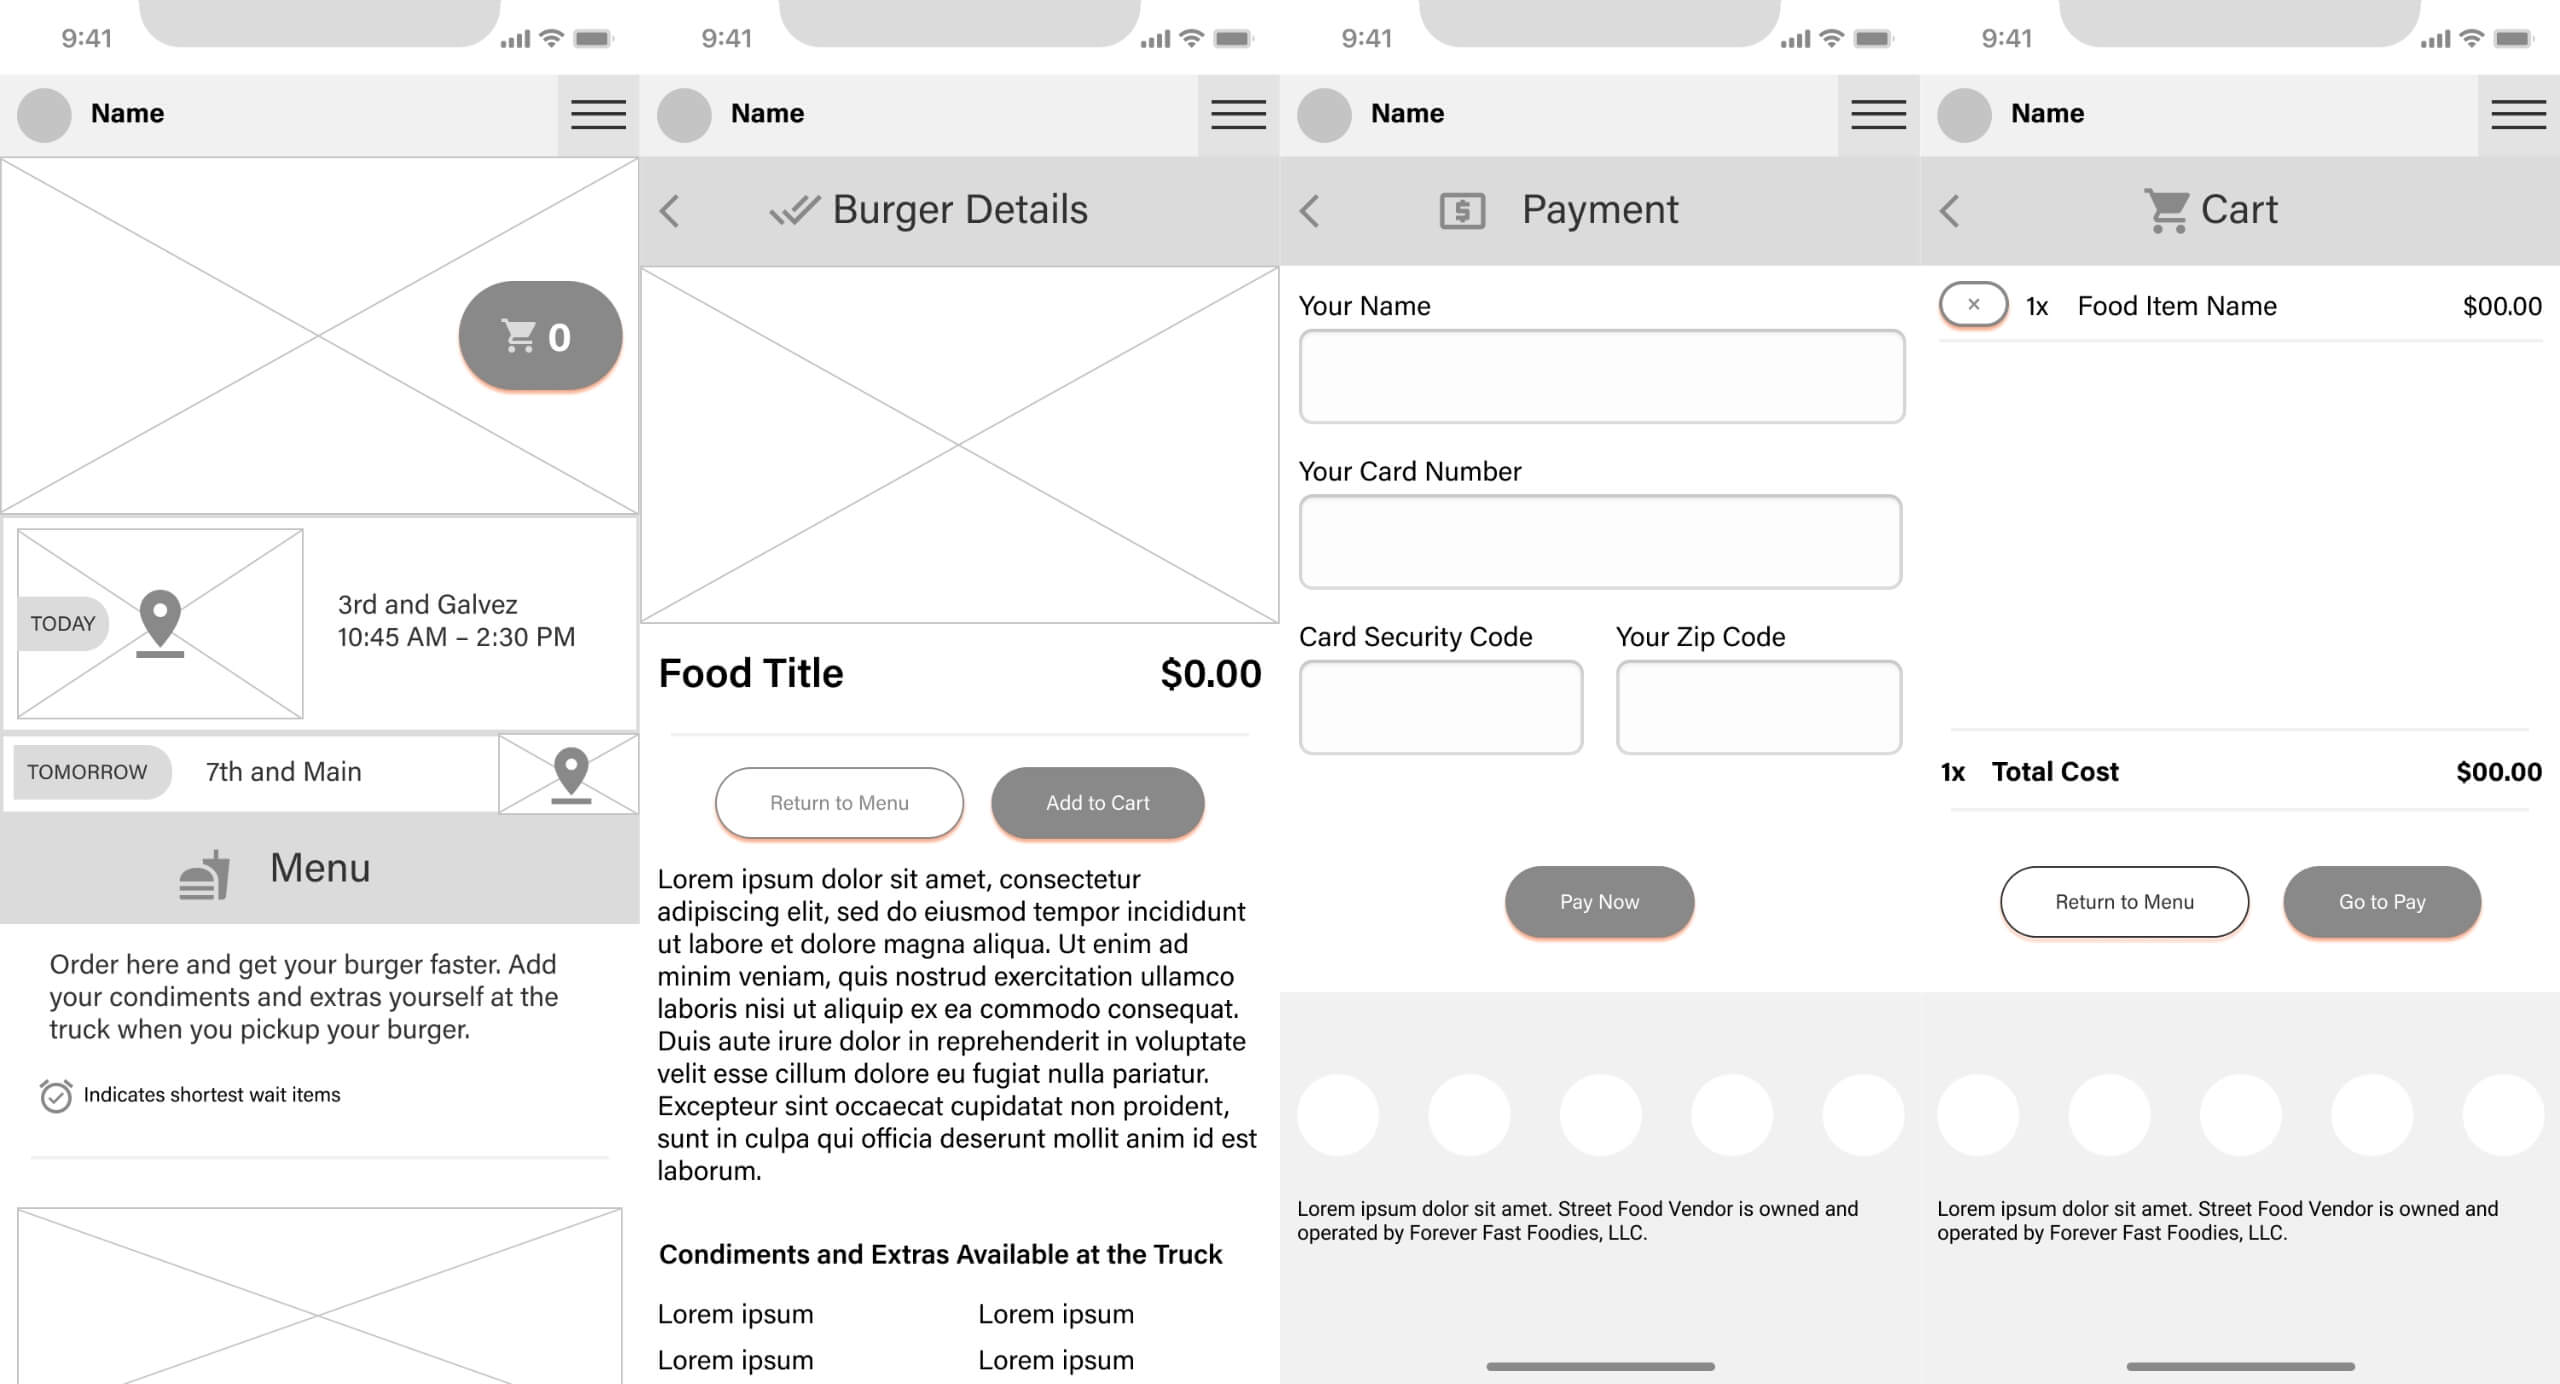 9:41
Name
0
TODAY
3rd and Galvez
10:45 AM – 2:30 PM
TOMORROW
7th and Main
Menu
Order here and get your burger faster. Add
your condiments and extras yourself at the
truck when you pickup your burger.
Indicates shortest wait items
9:41
Name
Burger Details
Food Title
$0.00
Return to Menu
Add to Cart
Lorem ipsum dolor sit amet, consectetur
adipiscing elit, sed do eiusmod tempor incididunt
ut labore et dolore magna aliqua. Ut enim ad
minim veniam, quis nostrud exercitation ullamco
laboris nisi ut aliquip ex ea commodo consequat.
Duis aute irure dolor in reprehenderit in voluptate
velit esse cillum dolore eu fugiat nulla pariatur.
Excepteur sint occaecat cupidatat non proident,
sunt in culpa qui officia deserunt mollit anim id est
laborum.
Condiments and Extras Available at the Truck
Lorem ipsum
Lorem ipsum
Lorem ipsum
Lorem ipsum
9:41
Name
$ Payment
Your Name
Your Card Number
Card Security Code
Your Zip Code
Pay Now
Lorem ipsum dolor sit amet. Street Food Vendor is owned and
operated by Forever Fast Foodies, LLC.
9:41
Name
Cart
× 1x Food Item Name $00.00
1x Total Cost $00.00
Return to Menu
Go to Pay
Lorem ipsum dolor sit amet. Street Food Vendor is owned and
operated by Forever Fast Foodies, LLC.